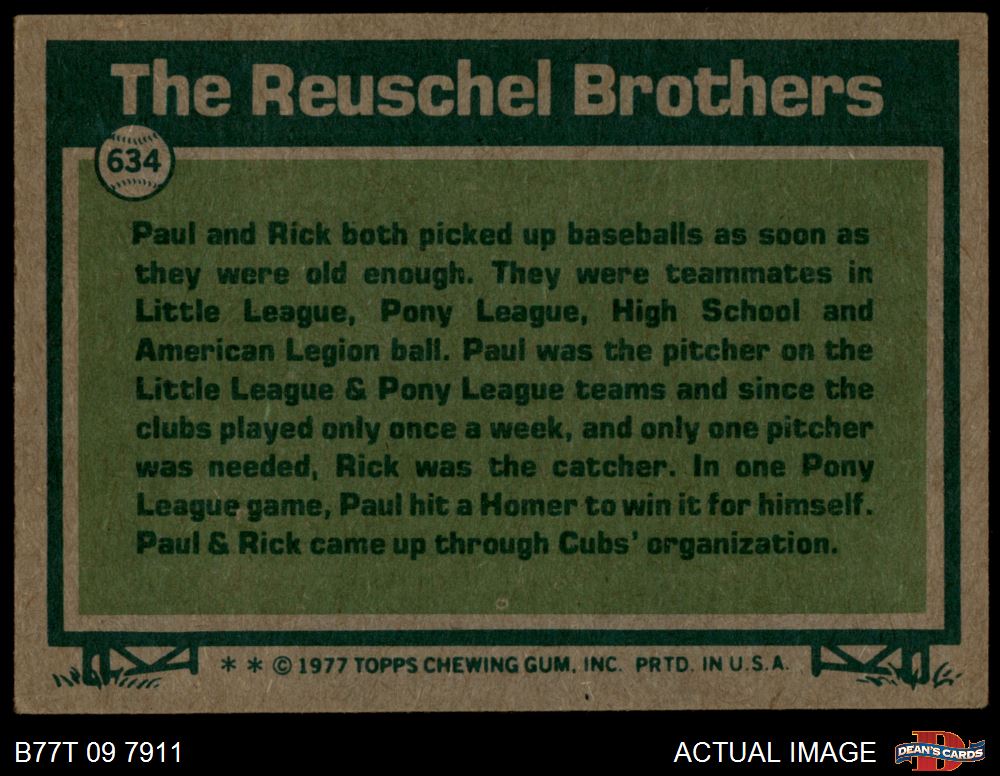 The Reuschel Brothers
634
Paul and Rick both picked up baseballs as soon as
they were old enough. They were teammates in
Little League, Pony League, High School and
American Legion ball. Paul was the pitcher on the
Little League & Pony League teams and since the
clubs played only once a week, and only one pitcher
was needed, Rick was the catcher. In one Pony
League game, Paul hit a Homer to win it for himself.
Paul & Rick came up through Cubs' organization.
* * © 1977 TOPPS CHEWING GUM, INC. PRTD. IN U.S.A.
B77T 09 7911
ACTUAL IMAGE
DEAN'S CARDS